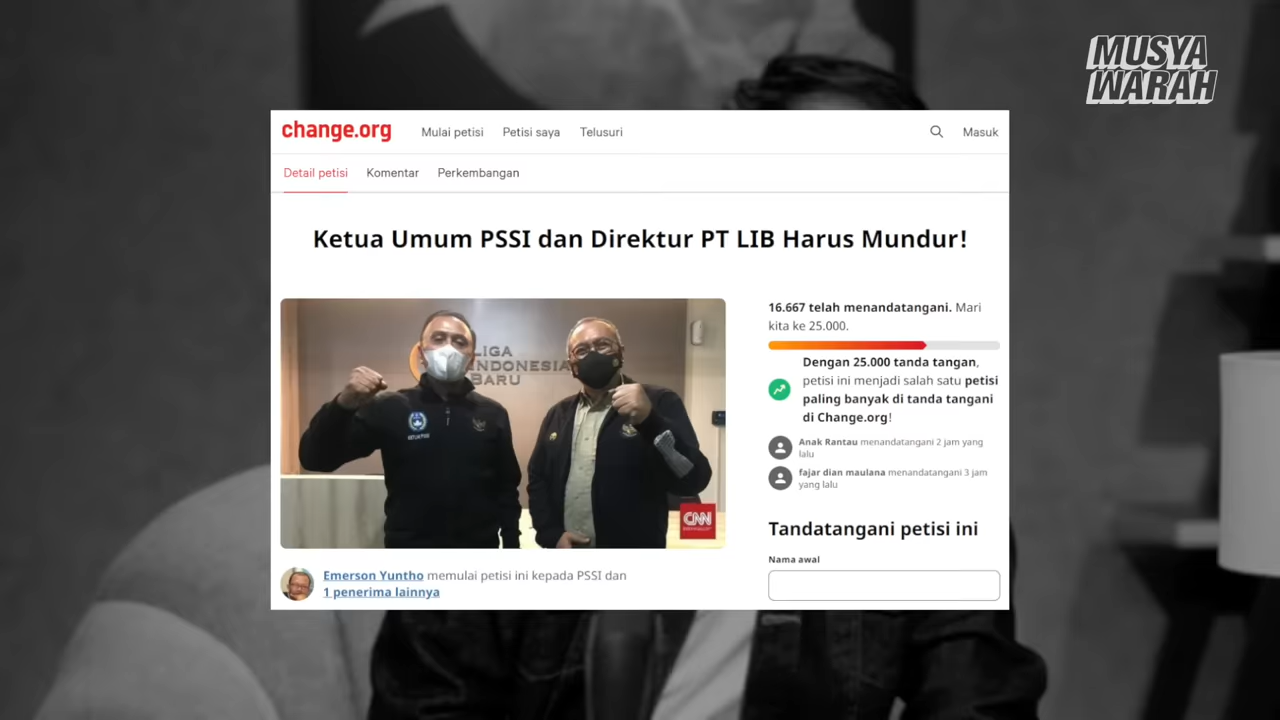 MUSYA
WARAH
change.org Mulai petisi Petisi saya Telusuri Masuk
Detail petisi Komentar Perkembangan
Ketua Umum PSSI dan Direktur PT LIB Harus Mundur!
LIGA
INDONESIA
BARU
KETUA PSSI
CNN
16.667 telah menandatangani. Mari
kita ke 25.000.
Dengan 25.000 tanda tangan,
petisi ini menjadi salah satu petisi
paling banyak di tanda tangani
di Change.org!
Anak Rantau menandatangani 2 jam yang
lalu
fajar dian maulana menandatangani 3 jam
yang lalu
Tandatangani petisi ini
Nama awal
Emerson Yuntho memulai petisi ini kepada PSSI dan
1 penerima lainnya